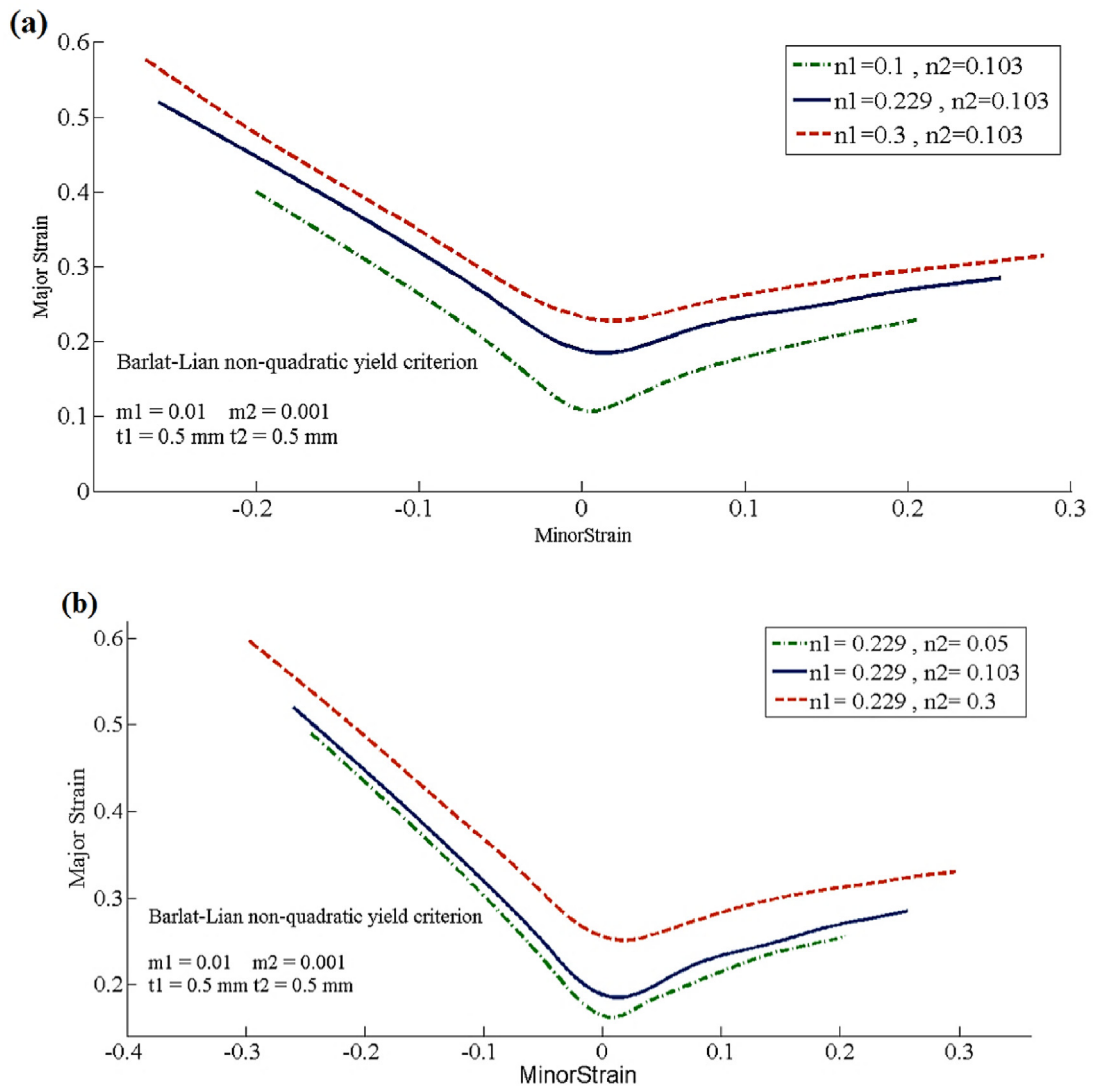 (a)
0.6
0.5
0.4
0.3
0.2
0.1
0
Major Strain
n1=0.1 , n2=0.103
n1=0.229 , n2=0.103
n1=0.3 , n2=0.103
Barlat-Lian non-quadratic yield criterion
m1 = 0.01 m2 = 0.001
t1 = 0.5 mm t2 = 0.5 mm
-0.2 -0.1 0 0.1 0.2 0.3
MinorStrain
(b)
0.6
0.5
0.4
0.3
0.2
Major Strain
n1= 0.229 , n2= 0.05
n1= 0.229 , n2= 0.103
n1= 0.229 , n2= 0.3
Barlat-Lian non-quadratic yield criterion
m1 = 0.01 m2 = 0.001
t1 = 0.5 mm t2 = 0.5 mm
-0.4 -0.3 -0.2 -0.1 0 0.1 0.2 0.3
MinorStrain